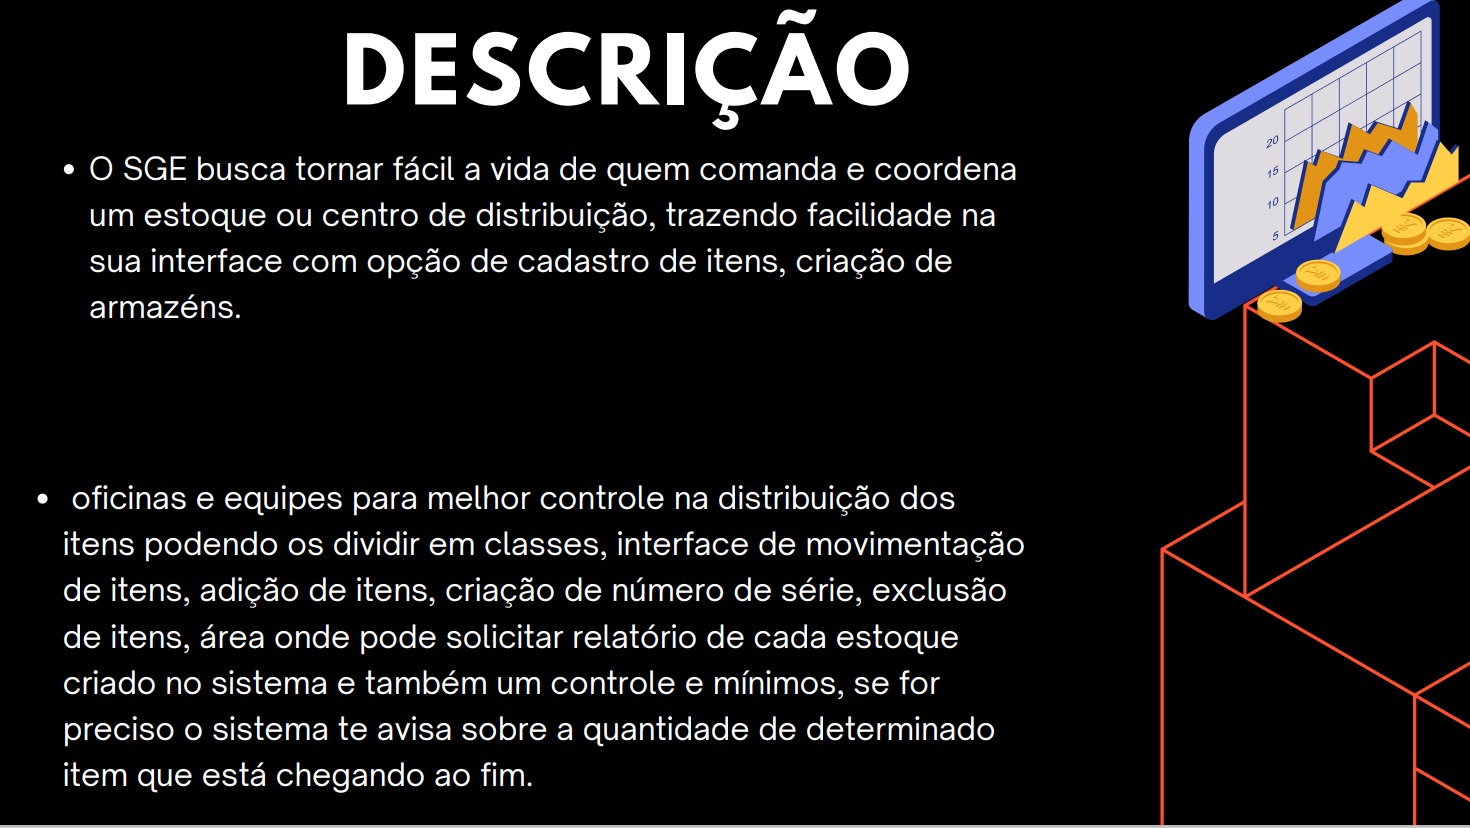 DESCRIÇÃO
• O SGE busca tornar fácil a vida de quem comanda e coordena
um estoque ou centro de distribuição, trazendo facilidade na
sua interface com opção de cadastro de itens, criação de
armazéns.
• oficinas e equipes para melhor controle na distribuição dos
itens podendo os dividir em classes, interface de movimentação
de itens, adição de itens, criação de número de série, exclusão
de itens, área onde pode solicitar relatório de cada estoque
criado no sistema e também um controle e mínimos, se for
preciso o sistema te avisa sobre a quantidade de determinado
item que está chegando ao fim.
20
15
10
5